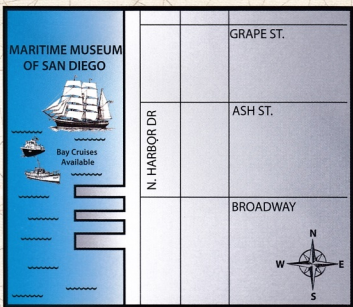 MARITIME MUSEUM
OF SAN DIEGO
Bay Cruises
Available
N. HARBOR DR
GRAPE ST.
ASH ST.
BROADWAY
N
W
E
S